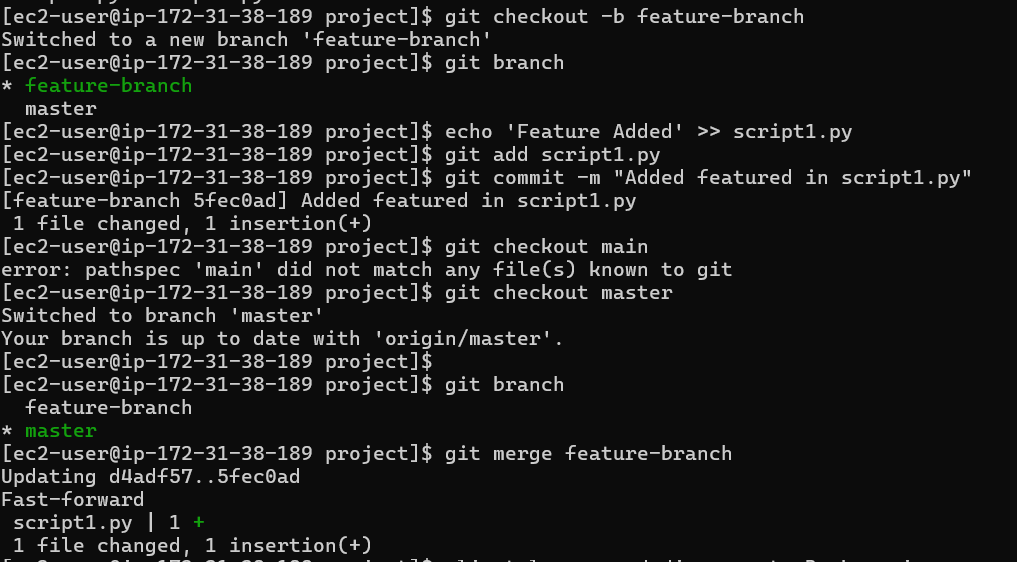 [ec2-user@ip-172-31-38-189 project]$ git checkout -b feature-branch
Switched to a new branch 'feature-branch'
[ec2-user@ip-172-31-38-189 project]$ git branch
* feature-branch
  master
[ec2-user@ip-172-31-38-189 project]$ echo 'Feature Added' >> script1.py
[ec2-user@ip-172-31-38-189 project]$ git add script1.py
[ec2-user@ip-172-31-38-189 project]$ git commit -m "Added featured in script1.py"
[feature-branch 5fec0ad] Added featured in script1.py
 1 file changed, 1 insertion(+)
[ec2-user@ip-172-31-38-189 project]$ git checkout main
error: pathspec 'main' did not match any file(s) known to git
[ec2-user@ip-172-31-38-189 project]$ git checkout master
Switched to branch 'master'
Your branch is up to date with 'origin/master'.
[ec2-user@ip-172-31-38-189 project]$
[ec2-user@ip-172-31-38-189 project]$ git branch
  feature-branch
* master
[ec2-user@ip-172-31-38-189 project]$ git merge feature-branch
Updating d4adf57..5fec0ad
Fast-forward
 script1.py | 1 +
 1 file changed, 1 insertion(+)